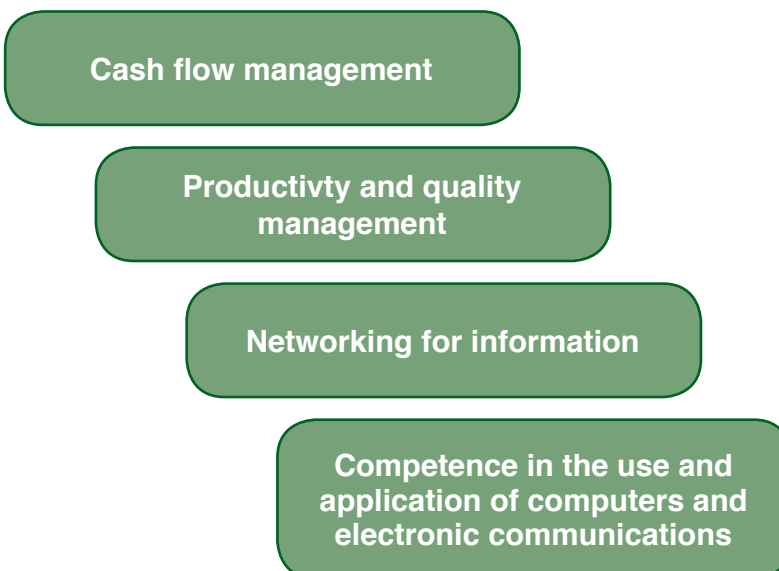 Cash flow management
Productivty and quality
management
Networking for information
Competence in the use and
application of computers and
electronic communications